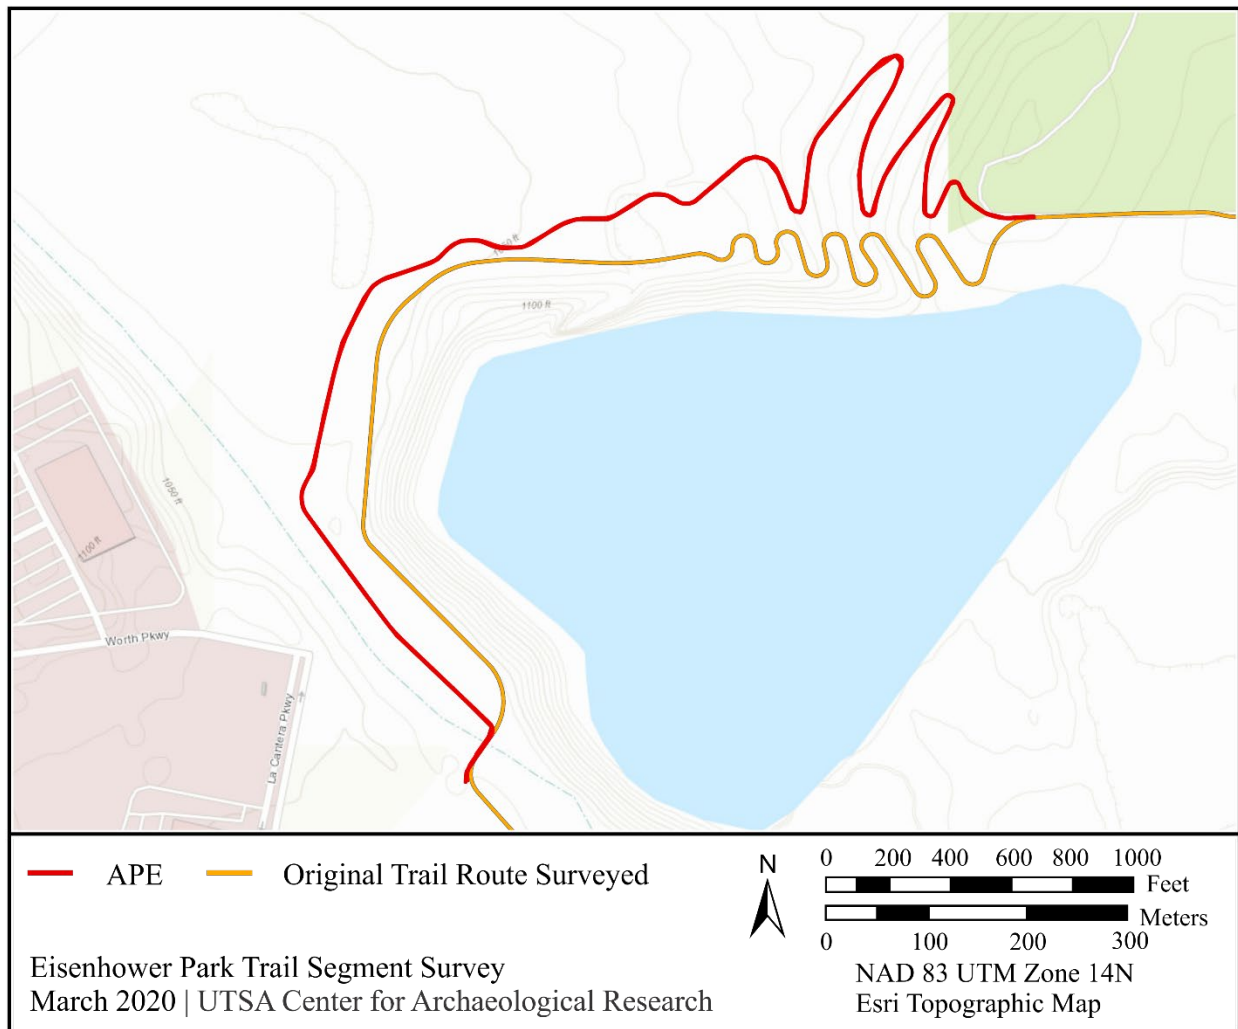 1050 ft
1100 ft
1050 ft
1100 ft
Worth Pkwy
La Cantera Pkwy
APE
Original Trail Route Surveyed
N
0 200 400 600 800 1000
Feet
Meters
0 100 200 300
Eisenhower Park Trail Segment Survey
March 2020 | UTSA Center for Archaeological Research
NAD 83 UTM Zone 14N
Esri Topographic Map